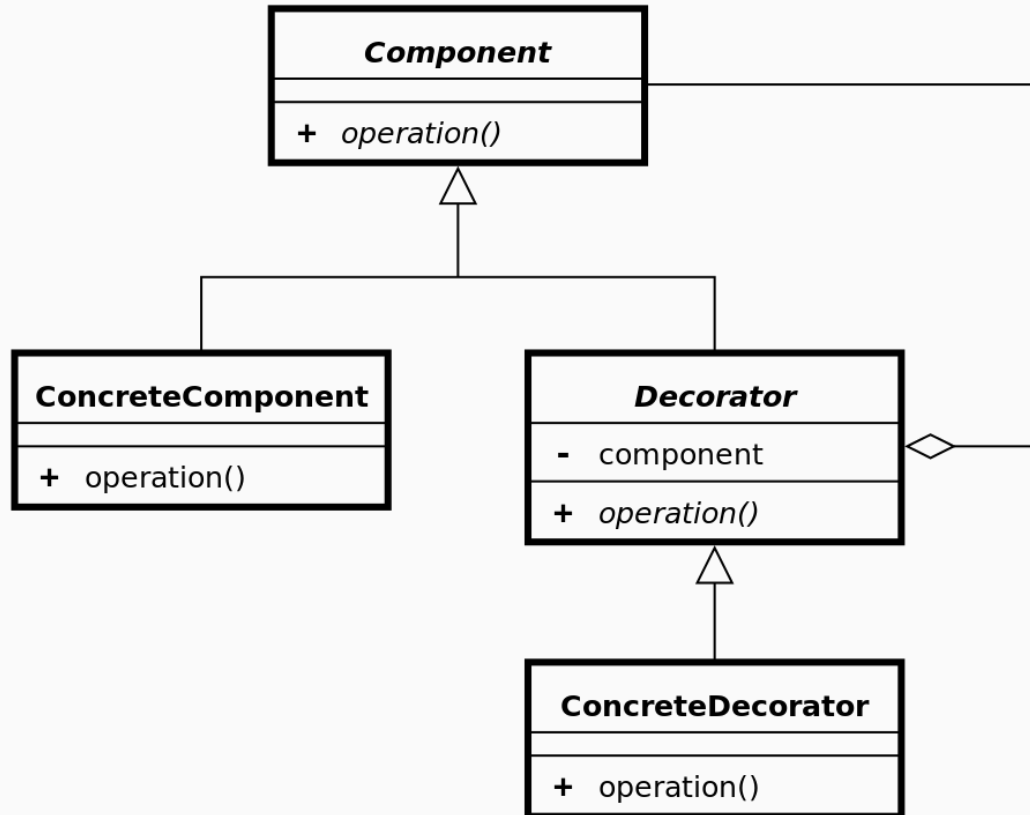 Component
+ operation()
ConcreteComponent
+ operation()
Decorator
- component
+ operation()
ConcreteDecorator
+ operation()